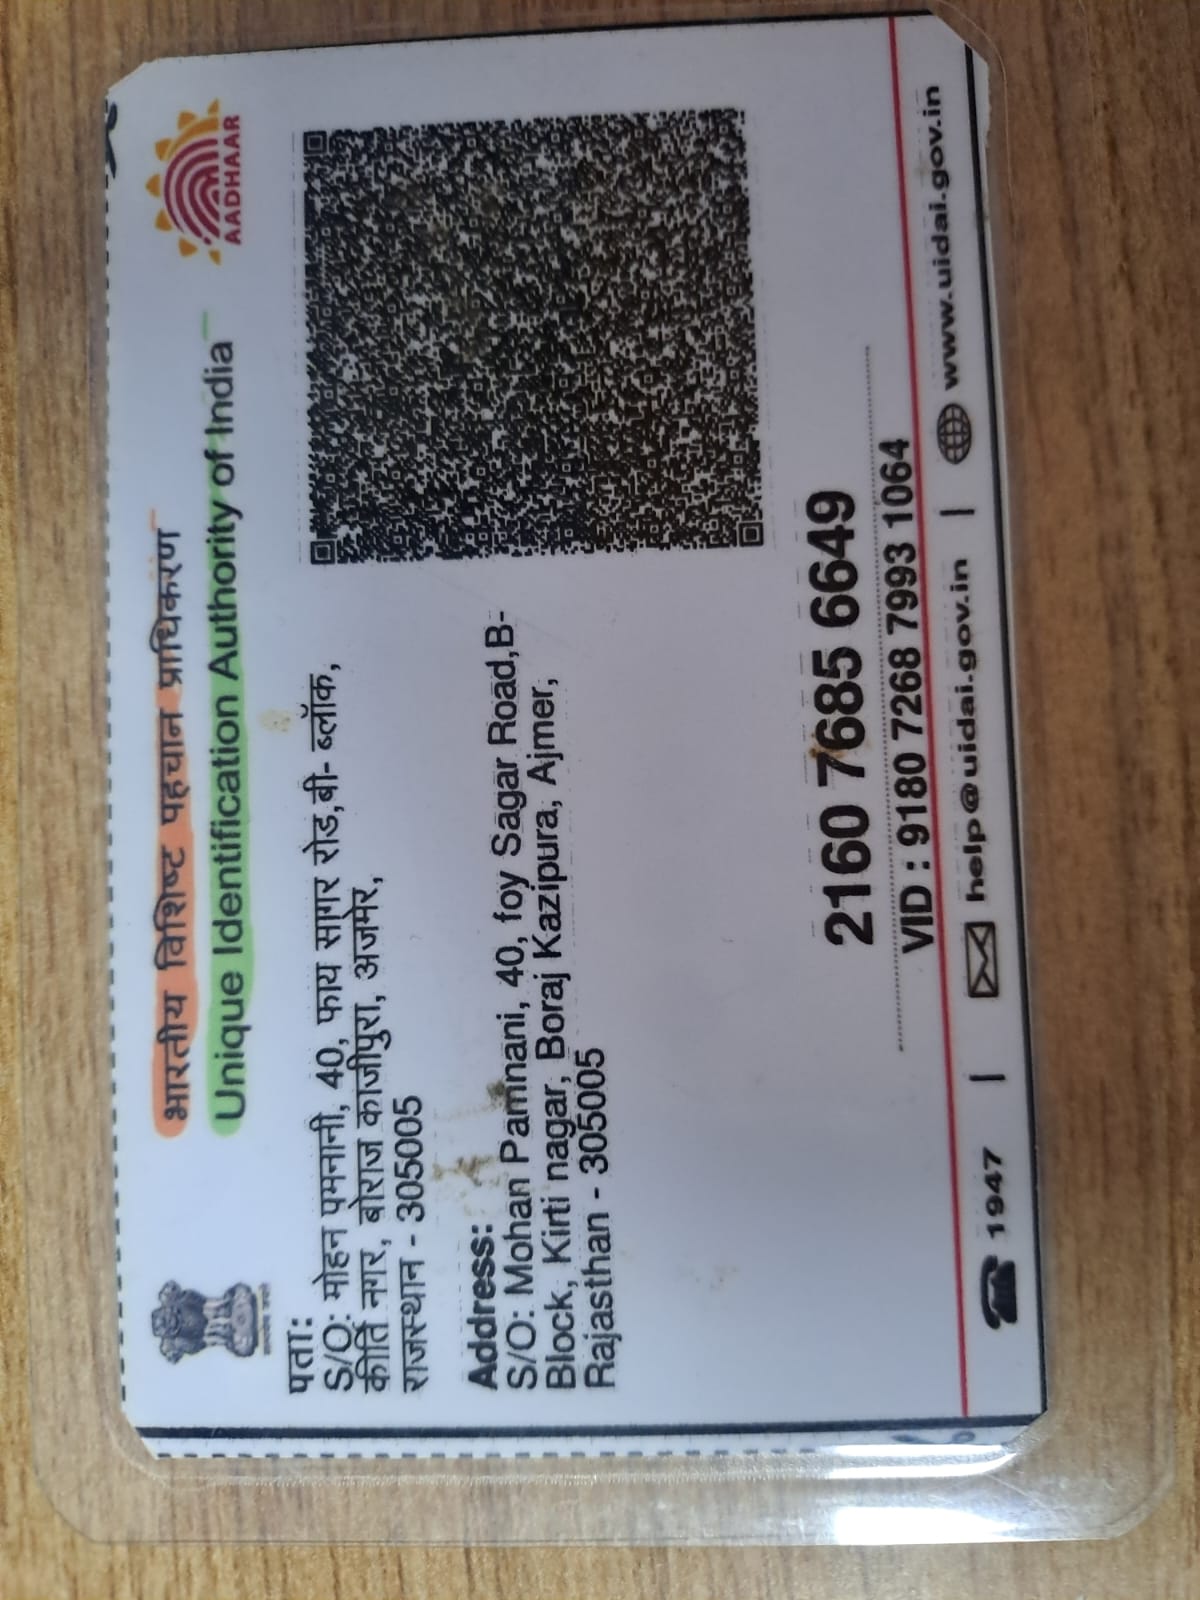 भारतीय विशिष्ट पहचान प्राधिकरण
Unique Identification Authority of India
AADHAAR
पता:
S/O: मोहन पमनानी, 40, फाय सागर रोड,बी- ब्लॉक,
कीर्ति नगर, बोराज काजीपुरा, अजमेर,
राजस्थान - 305005
Address:
S/O: Mohan Pamnani, 40, foy Sagar Road,B-
Block, Kirti nagar, Boraj Kazipura, Ajmer,
Rajasthan - 305005
2160 7685 6649
VID : 9180 7268 7993 1064
1947 | help@uidai.gov.in | www.uidai.gov.in